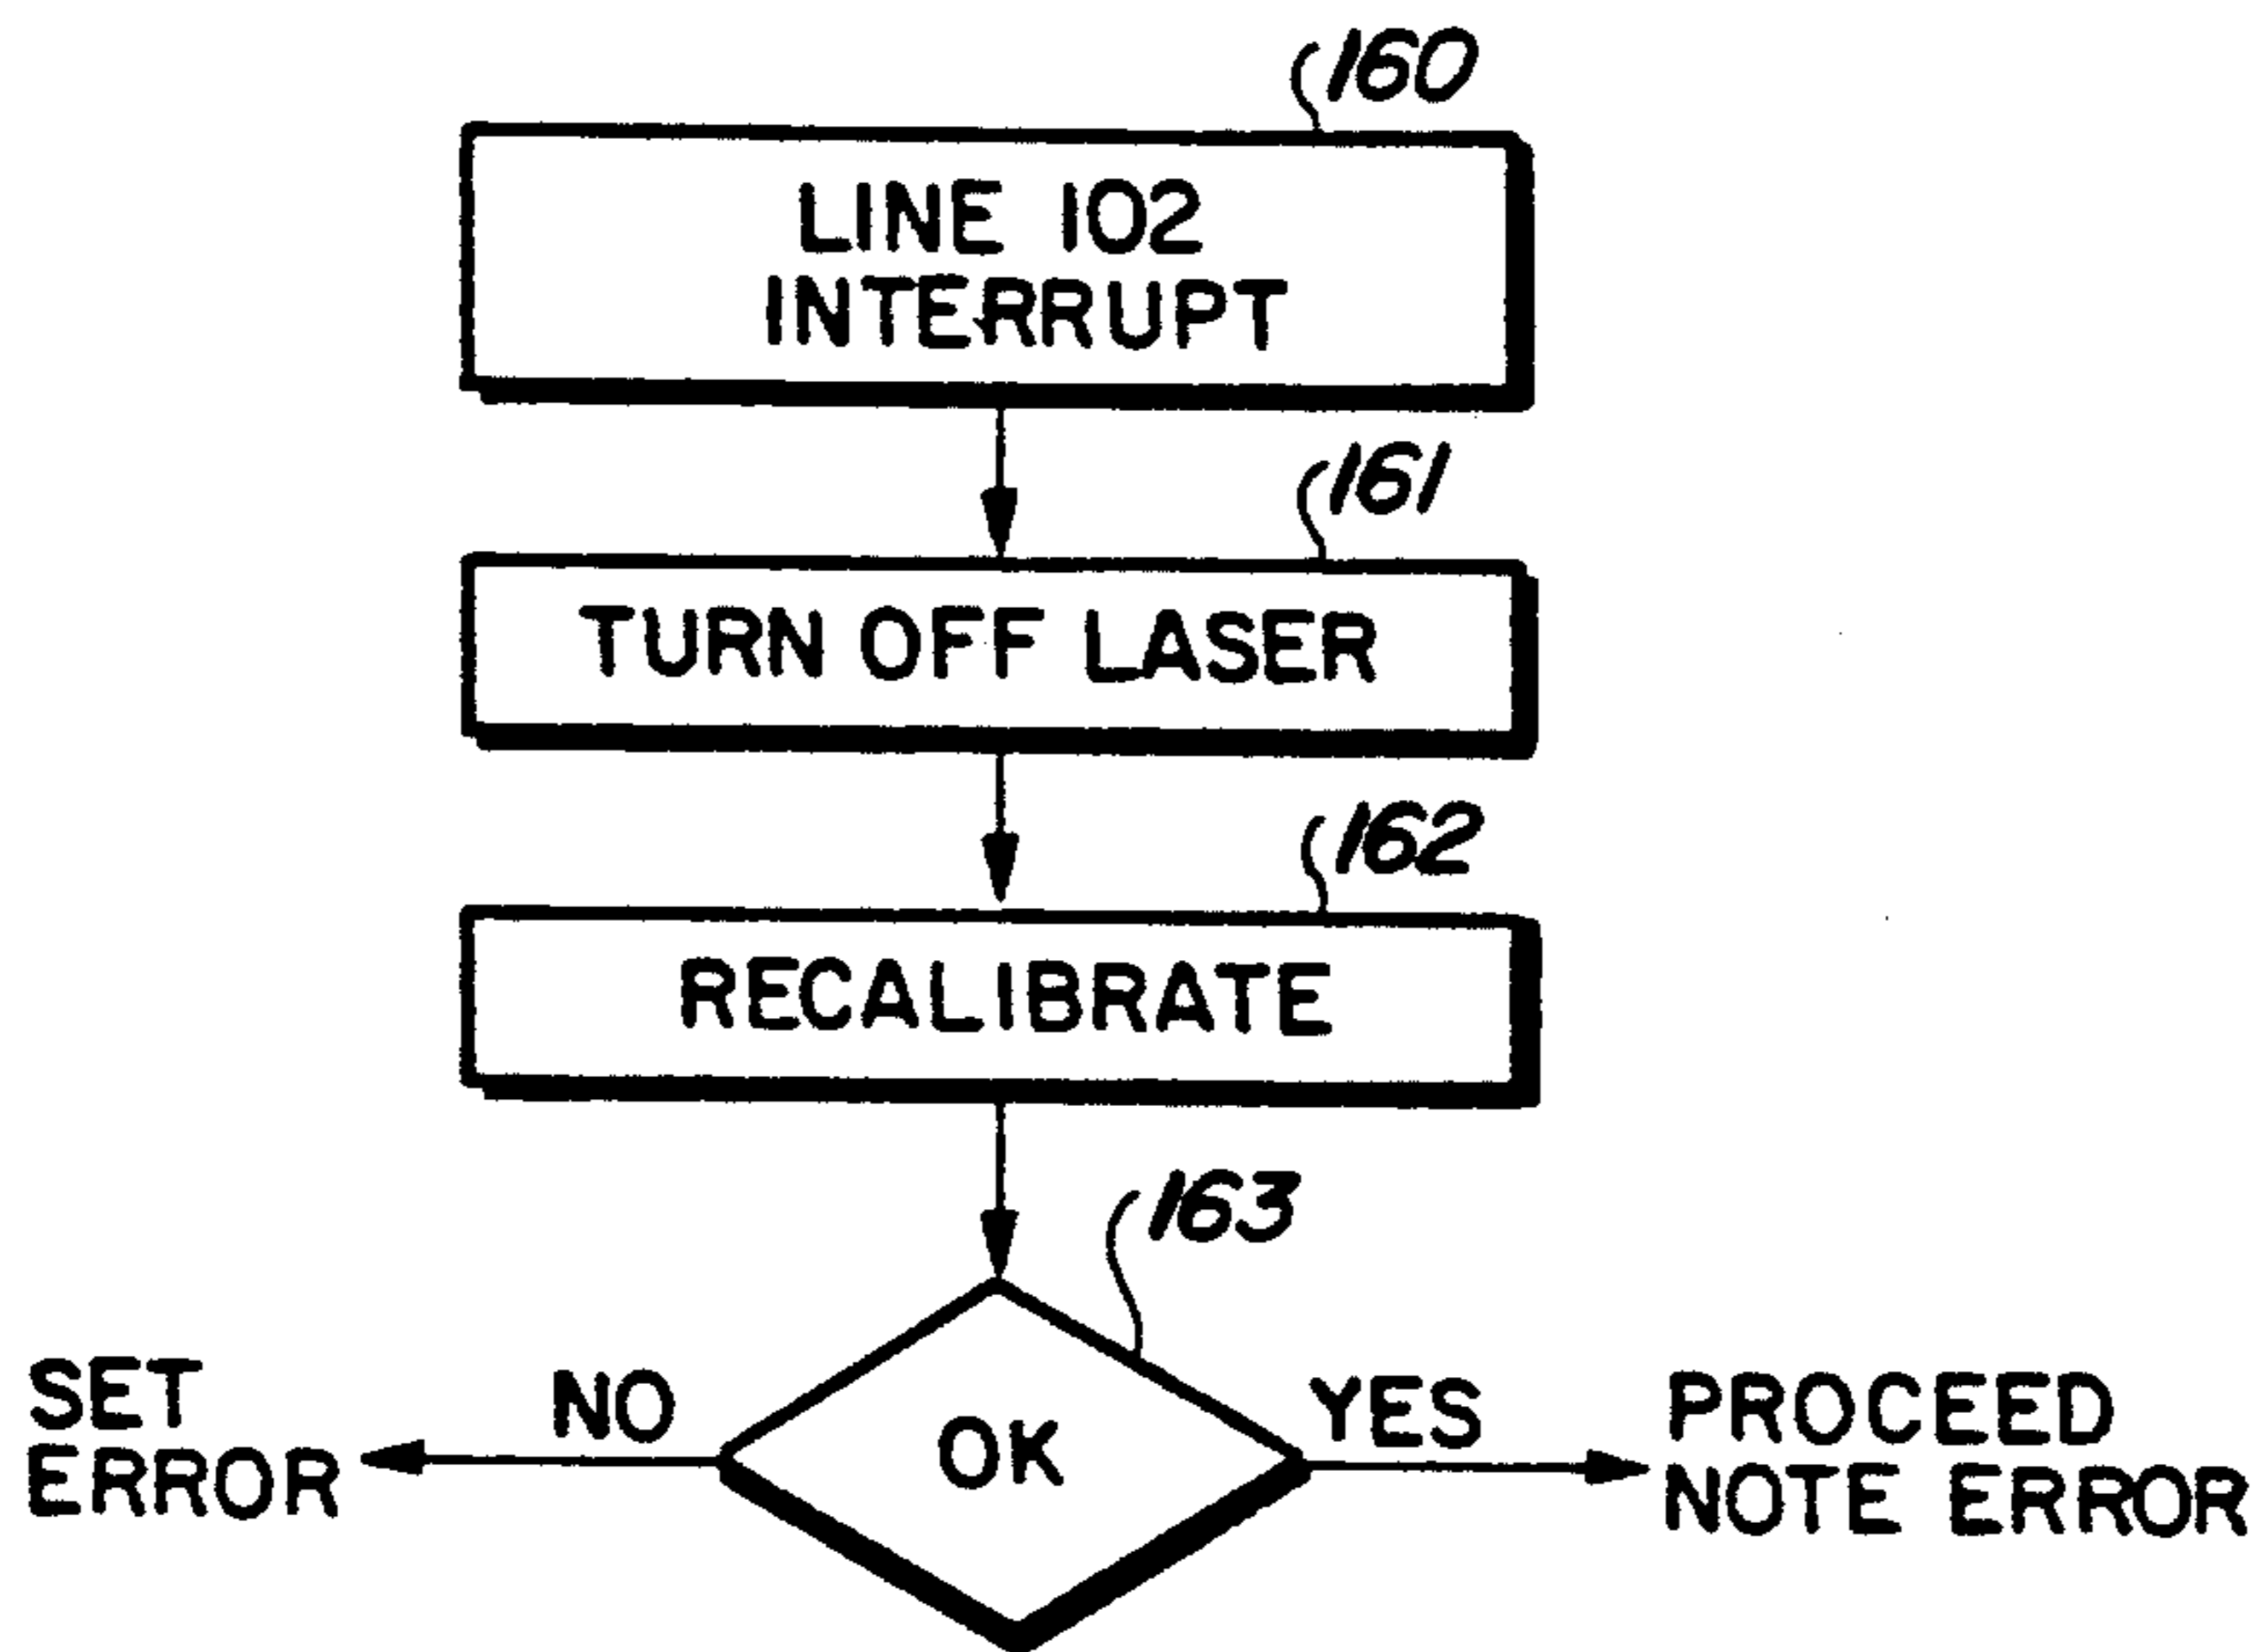 160
LINE 102
INTERRUPT
161
TURN OFF LASER
162
RECALIBRATE
163
SET
ERROR
NO
OK
YES
PROCEED
NOTE ERROR